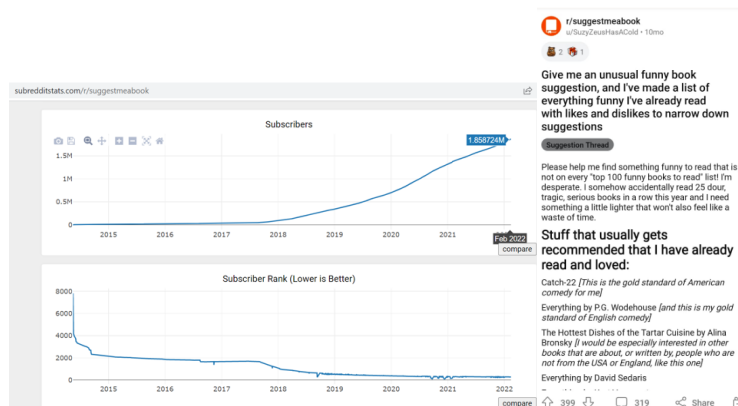 subredditstats.com/r/suggestmeabook
Subscribers
1.858724M
1.5M
1M
0.5M
0
2015
2016
2017
2018
2019
2020
2021
Feb 2022
compare
Subscriber Rank (Lower is Better)
8000
6000
4000
2000
0
2015
2016
2017
2018
2019
2020
2021
2022
compare
r/suggestmeabook
u/SuzyZeusHasACold • 10mo
2
1
Give me an unusual funny book
suggestion, and I've made a list of
everything funny I've already read
with likes and dislikes to narrow down
suggestions
Suggestion Thread
Please help me find something funny to read that is
not on every "top 100 funny books to read" list! I'm
desperate. I somehow accidentally read 25 dour,
tragic, serious books in a row this year and I need
something a little lighter that won't also feel like a
waste of time.
Stuff that usually gets
recommended that I have already
read and loved:
Catch-22 [This is the gold standard of American
comedy for me]
Everything by P.G. Wodehouse [and this is my gold
standard of English comedy]
The Hottest Dishes of the Tartar Cuisine by Alina
Bronsky [I would be especially interested in other
books that are about, or written by, people who are
not from the USA or England, like this one]
Everything by David Sedaris
399
319
Share